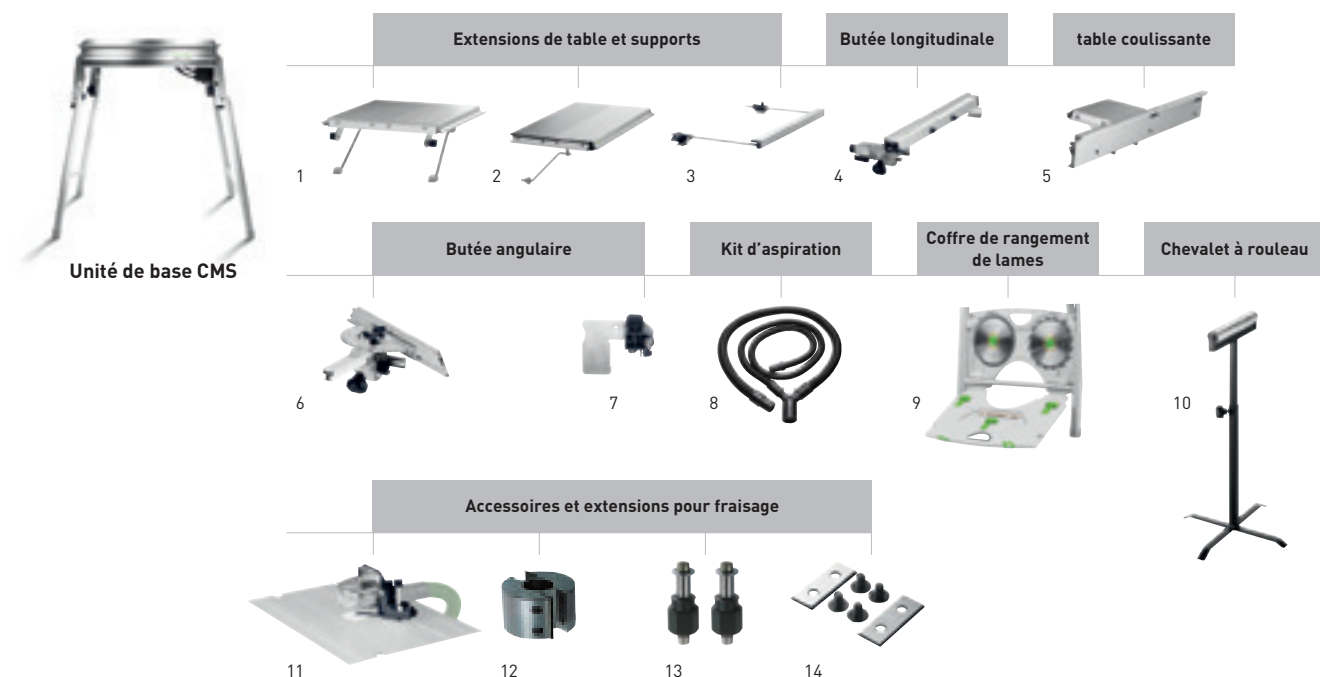 Extensions de table et supports
Butée longitudinale
table coulissante
1
2
3
4
5
Unité de base CMS
Butée angulaire
Kit d'aspiration
Coffre de rangement
de lames
Chevalet à rouleau
6
7
8
9
10
Accessoires et extensions pour fraisage
11
12
13
14